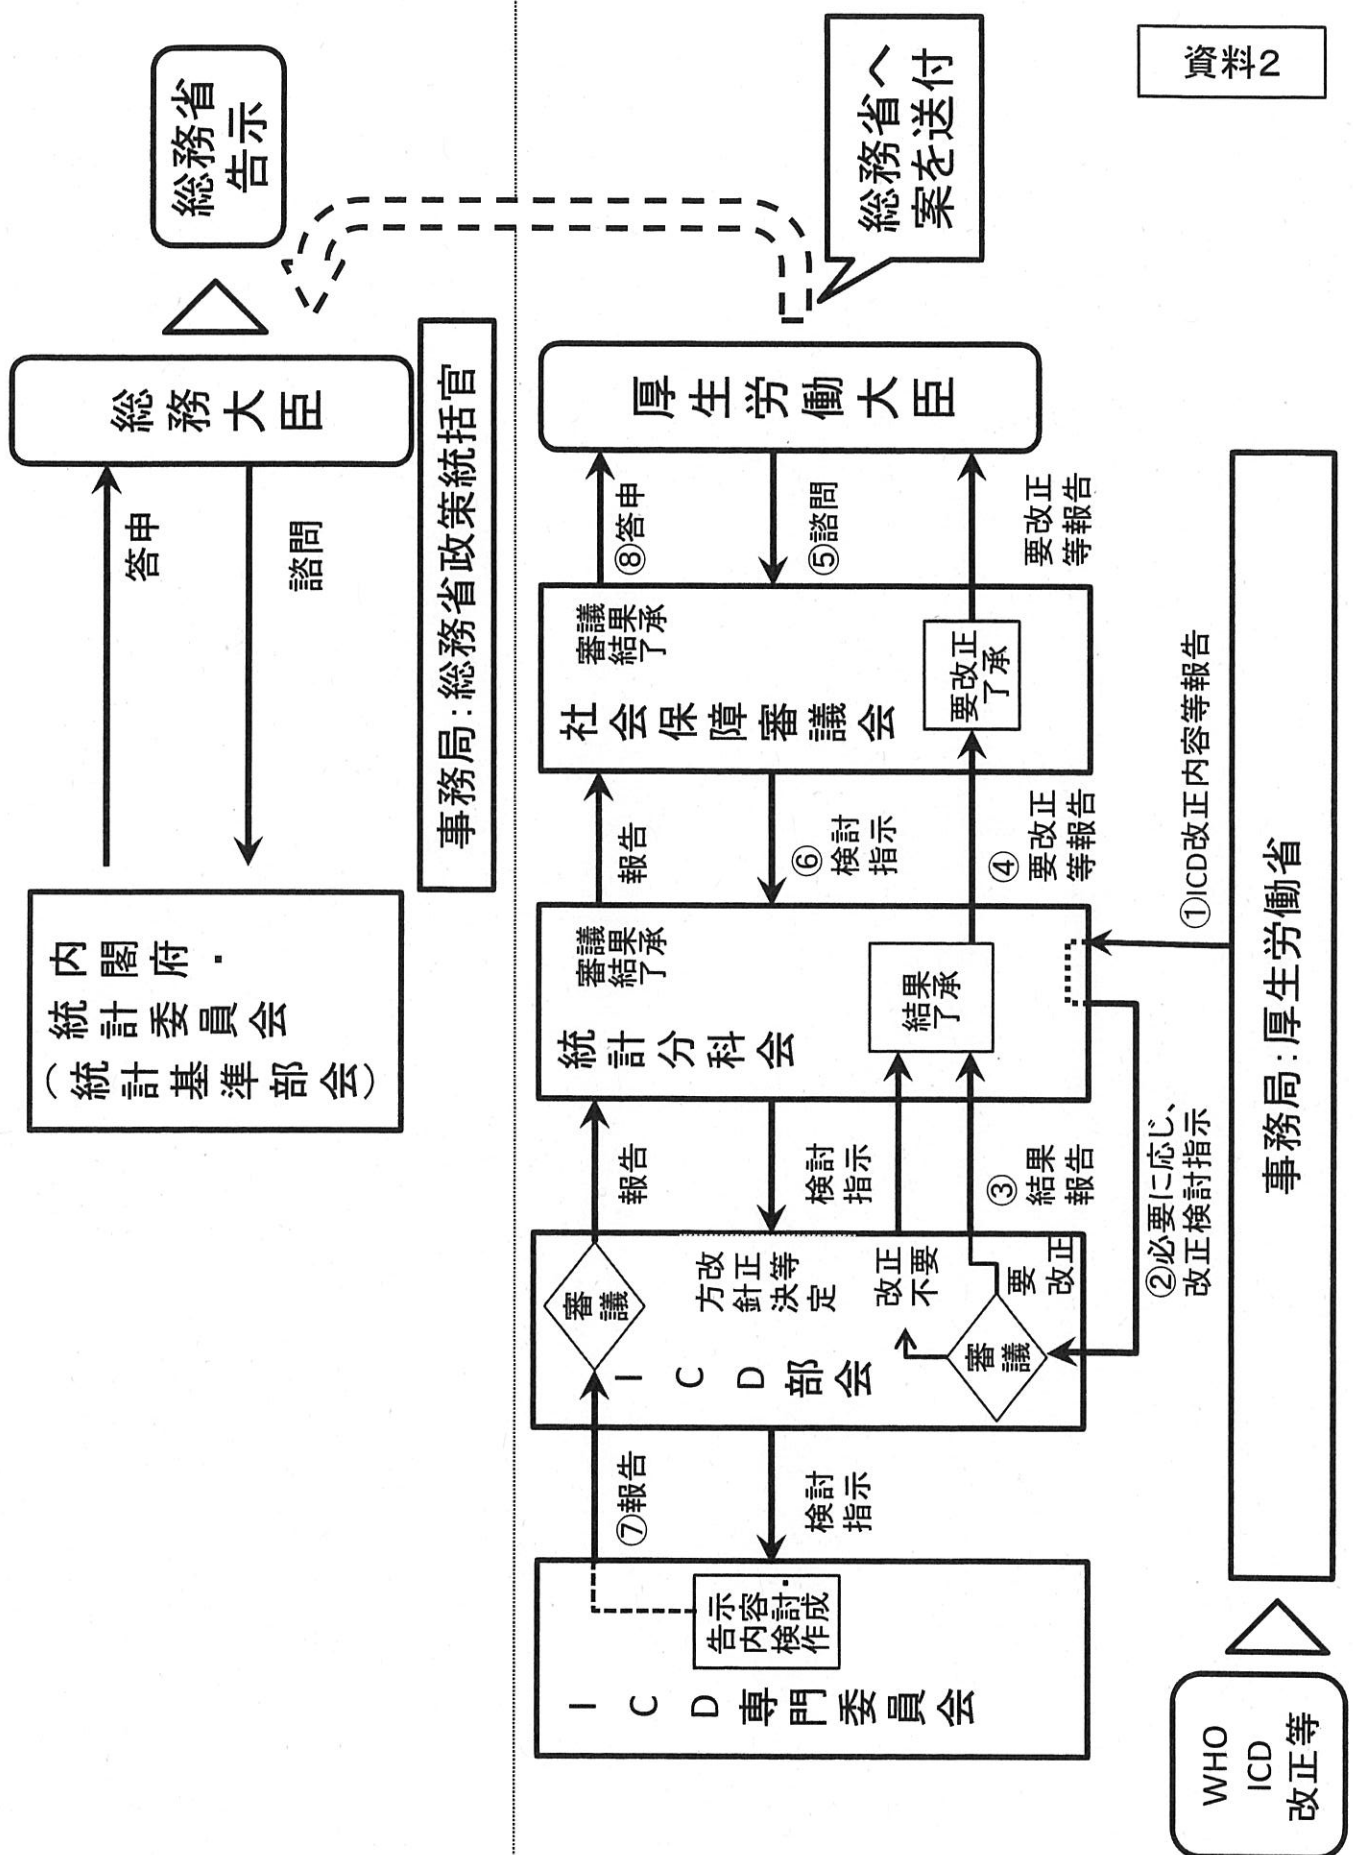 資料2
総務省
告示
総務大臣
答申
諮問
内閣府・
統計委員会
(統計基準部会)
事務局:総務省政策統括官
総務省へ
案を送付
厚生労働大臣
⑧答申
⑤諮問
要改正
等報告
社会保障審議会
審議
結果
了承
要改正
了承
報告
⑥
検討
指示
④
要改正
等報告
統計分科会
審議
結果
了承
結果
了承
報告
検討
指示
③
結果
報告
ICD部会
審議
改正等
方針決定
改正
不要
審議
要
改正
⑦報告
検討
指示
ICD専門委員会
告示
内容
検討・
作成
①ICD改正内容等報告
②必要に応じ、
改正検討指示
事務局:厚生労働省
WHO
ICD
改正等